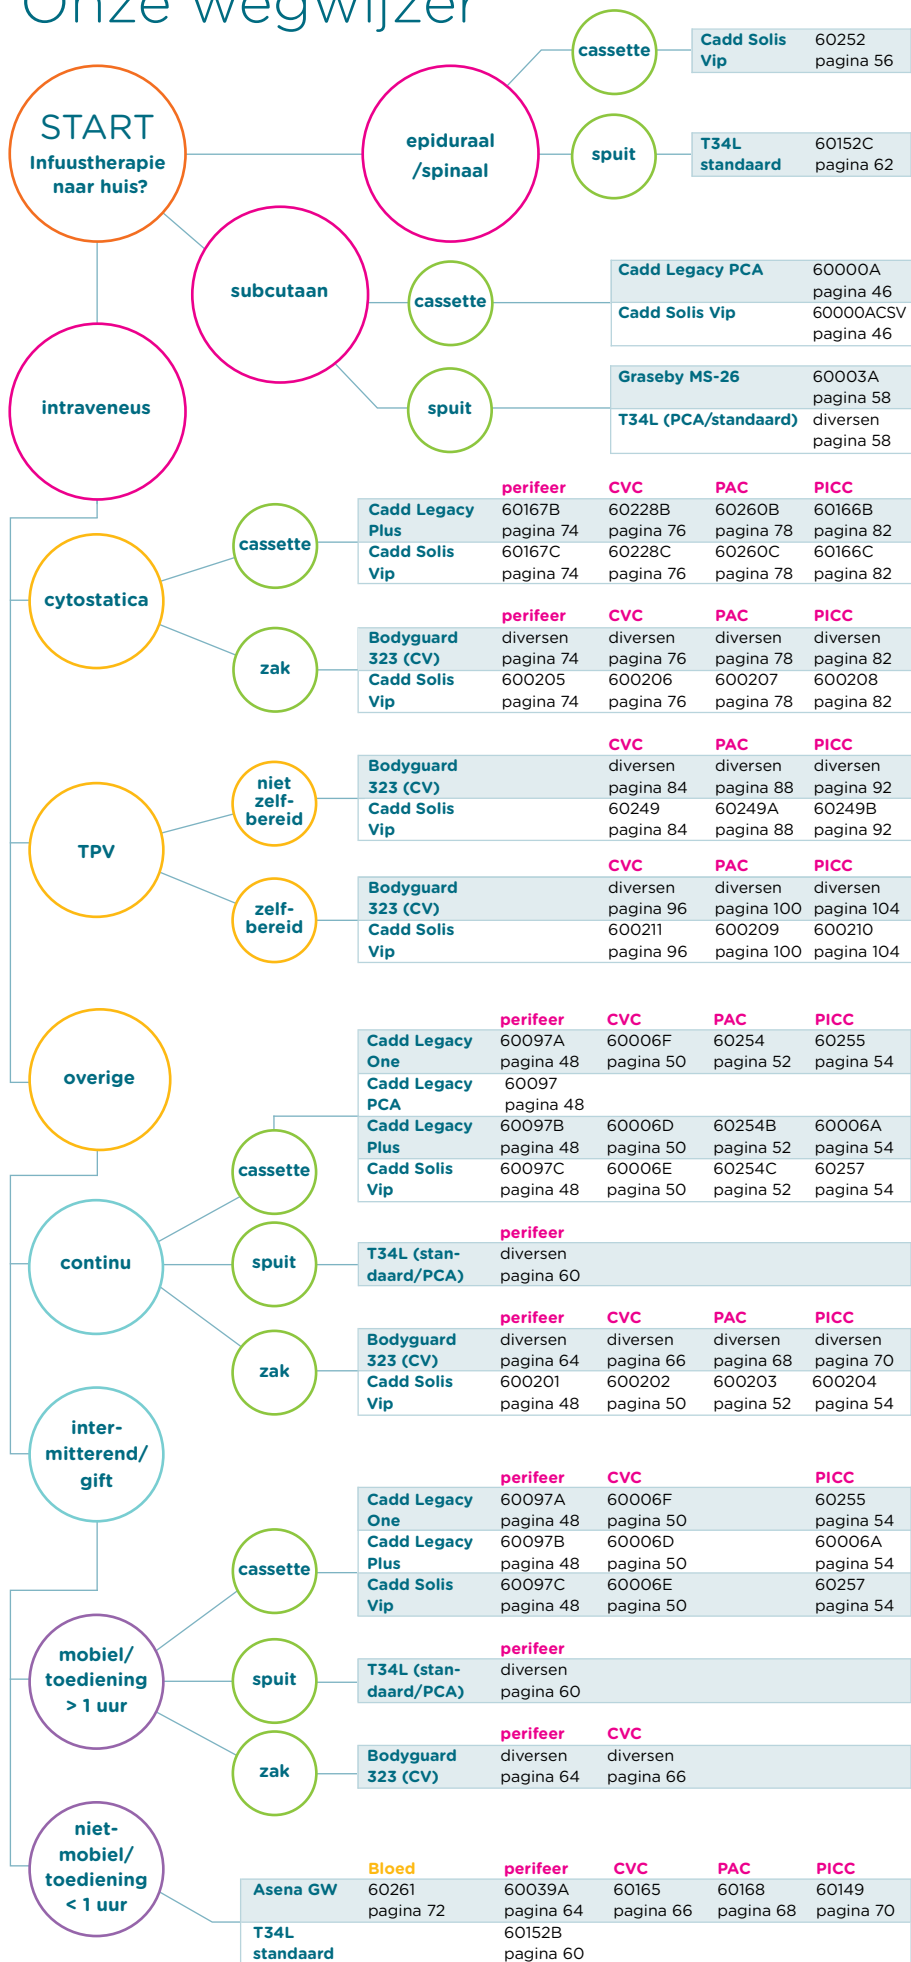 Onze wegwijzer
START
Infuustherapie
naar huis?
epiduraal
/spinaal
cassette
Cadd Solis 60252
Vip pagina 56
spuit
T34L 60152C
standaard pagina 62
subcutaan
cassette
Cadd Legacy PCA 60000A
pagina 46
Cadd Solis Vip 60000ACSV
pagina 46
spuit
Graseby MS-26 60003A
pagina 58
T34L (PCA/standaard) diversen
pagina 58
intraveneus
cytostatica
cassette
perifeer CVC PAC PICC
Cadd Legacy 60167B 60228B 60260B 60166B
Plus pagina 74 pagina 76 pagina 78 pagina 82
Cadd Solis 60167C 60228C 60260C 60166C
Vip pagina 74 pagina 76 pagina 78 pagina 82
zak
perifeer CVC PAC PICC
Bodyguard diversen diversen diversen diversen
323 (CV) pagina 74 pagina 76 pagina 78 pagina 82
Cadd Solis 600205 600206 600207 600208
Vip pagina 74 pagina 76 pagina 78 pagina 82
TPV
niet
zelf-
bereid
CVC PAC PICC
Bodyguard diversen diversen diversen
323 (CV) pagina 84 pagina 88 pagina 92
Cadd Solis 60249 60249A 60249B
Vip pagina 84 pagina 88 pagina 92
zelf-
bereid
CVC PAC PICC
Bodyguard diversen diversen diversen
323 (CV) pagina 96 pagina 100 pagina 104
Cadd Solis 600211 600209 600210
Vip pagina 96 pagina 100 pagina 104
overige
continu
cassette
perifeer CVC PAC PICC
Cadd Legacy 60097A 60006F 60254 60255
One pagina 48 pagina 50 pagina 52 pagina 54
Cadd Legacy 60097
PCA pagina 48
Cadd Legacy 60097B 60006D 60254B 60006A
Plus pagina 48 pagina 50 pagina 52 pagina 54
Cadd Solis 60097C 60006E 60254C 60257
Vip pagina 48 pagina 50 pagina 52 pagina 54
spuit
perifeer
T34L (stan- diversen
daard/PCA) pagina 60
zak
perifeer CVC PAC PICC
Bodyguard diversen diversen diversen diversen
323 (CV) pagina 64 pagina 66 pagina 68 pagina 70
Cadd Solis 600201 600202 600203 600204
Vip pagina 48 pagina 50 pagina 52 pagina 54
inter-
mitterend/
gift
mobiel/
toediening
> 1 uur
cassette
perifeer CVC PICC
Cadd Legacy 60097A 60006F 60255
One pagina 48 pagina 50 pagina 54
Cadd Legacy 60097B 60006D 60006A
Plus pagina 48 pagina 50 pagina 54
Cadd Solis 60097C 60006E 60257
Vip pagina 48 pagina 50 pagina 54
spuit
perifeer
T34L (stan- diversen
daard/PCA) pagina 60
zak
perifeer CVC
Bodyguard diversen diversen
323 (CV) pagina 64 pagina 66
niet-
mobiel/
toediening
< 1 uur
Bloed perifeer CVC PAC PICC
Asena GW 60261 60039A 60165 60168 60149
pagina 72 pagina 64 pagina 66 pagina 68 pagina 70
T34L 60152B
standaard pagina 60